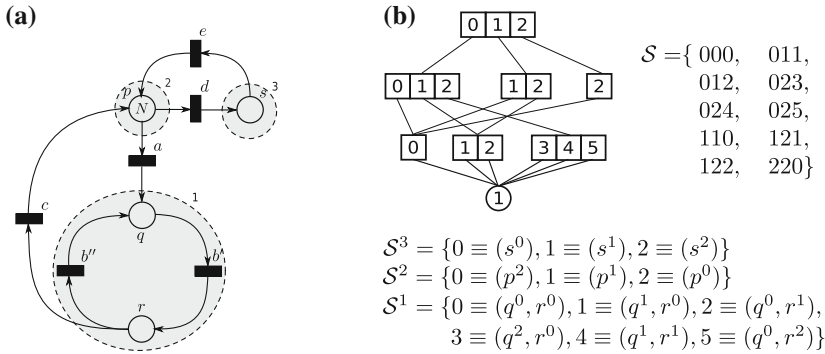 (a)
e
p
2
d
s
3
N
a
c
1
q
b''
b'
r
(b)
0 1 2
0 1 2
1 2
2
0
1 2
3 4 5
1
𝒮 = { 000, 011,
012, 023,
024, 025,
110, 121,
122, 220}
𝒮³ = {0 ≡ (s⁰), 1 ≡ (s¹), 2 ≡ (s²)}
𝒮² = {0 ≡ (p²), 1 ≡ (p¹), 2 ≡ (p⁰)}
𝒮¹ = {0 ≡ (q⁰, r⁰), 1 ≡ (q¹, r⁰), 2 ≡ (q⁰, r¹),
3 ≡ (q², r⁰), 4 ≡ (q¹, r¹), 5 ≡ (q⁰, r²)}